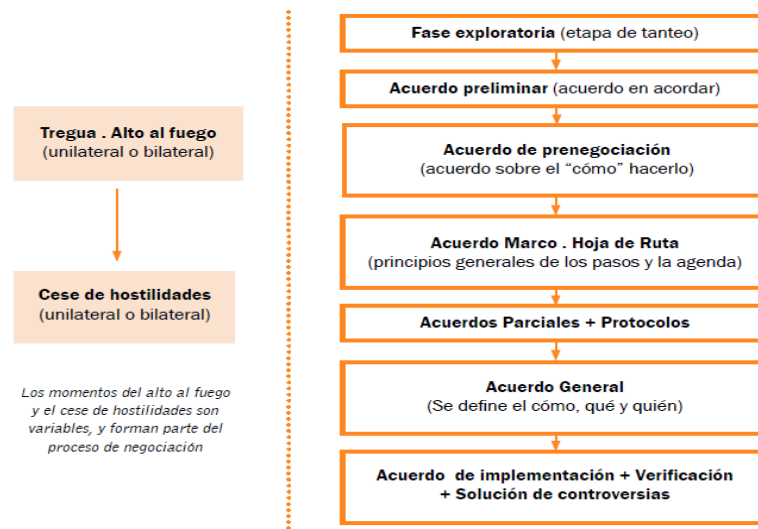 Tregua . Alto al fuego
(unilateral o bilateral)
Cese de hostilidades
(unilateral o bilateral)
Los momentos del alto al fuego
y el cese de hostilidades son
variables, y forman parte del
proceso de negociación
Fase exploratoria (etapa de tanteo)
Acuerdo preliminar (acuerdo en acordar)
Acuerdo de prenegociación
(acuerdo sobre el “cómo” hacerlo)
Acuerdo Marco . Hoja de Ruta
(principios generales de los pasos y la agenda)
Acuerdos Parciales + Protocolos
Acuerdo General
(Se define el cómo, qué y quién)
Acuerdo de implementación + Verificación
+ Solución de controversias